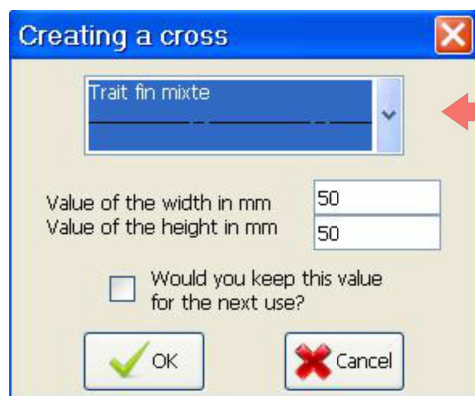 Creating a cross
Trait fin mixte
Value of the width in mm 50
Value of the height in mm 50
Would you keep this value
for the next use?
OK Cancel